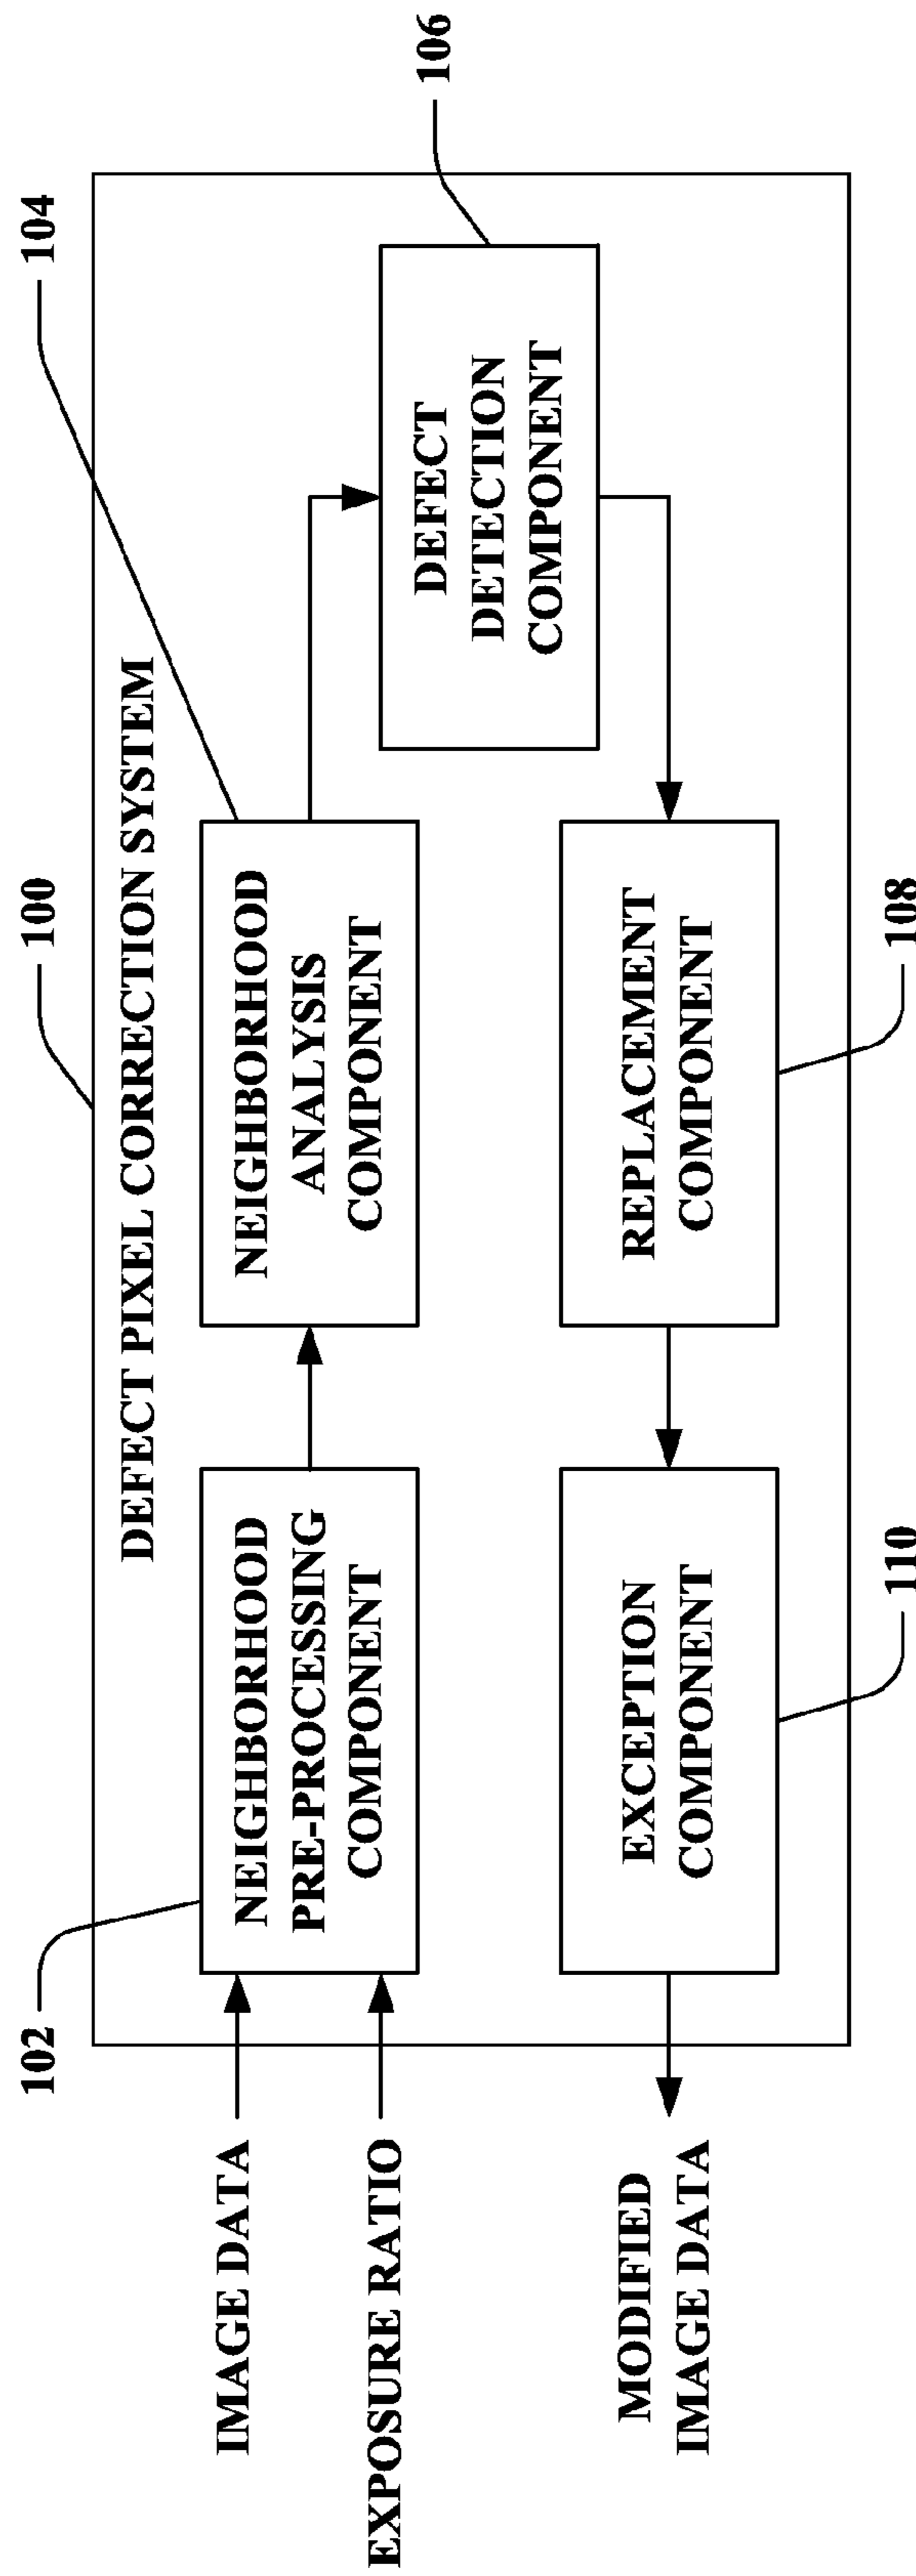 100
DEFECT PIXEL CORRECTION SYSTEM
102
104
106
IMAGE DATA
EXPOSURE RATIO
NEIGHBORHOOD
PRE-PROCESSING
COMPONENT
NEIGHBORHOOD
ANALYSIS
COMPONENT
DEFECT
DETECTION
COMPONENT
MODIFIED
IMAGE DATA
EXCEPTION
COMPONENT
REPLACEMENT
COMPONENT
110
108